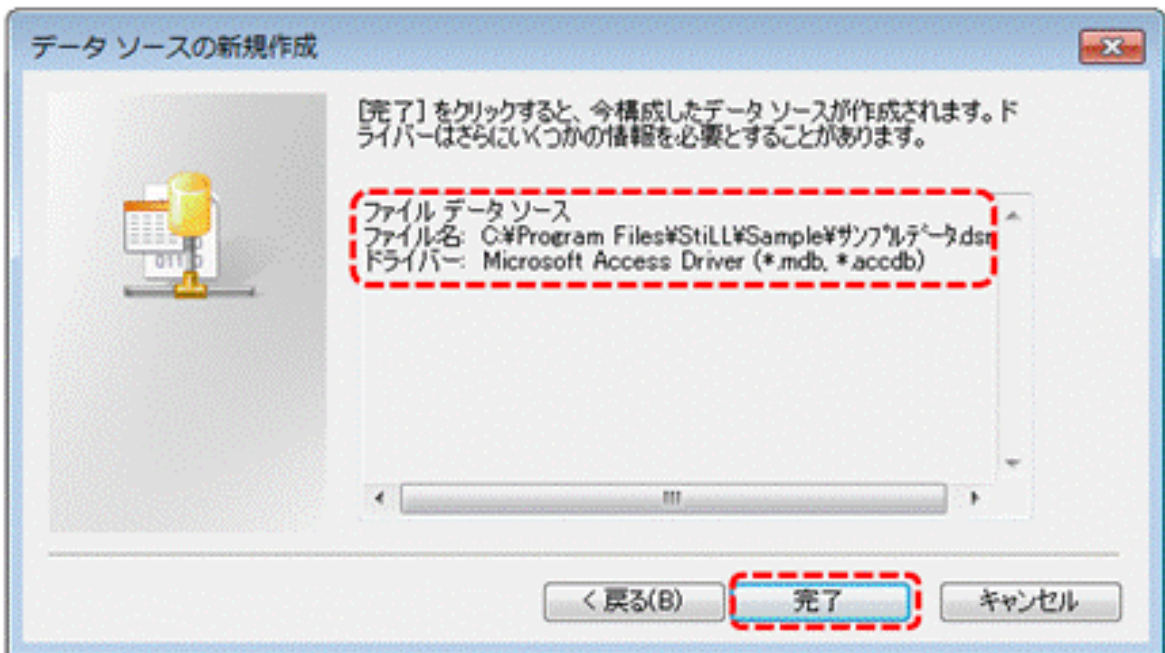 データ ソースの新規作成
[完了] をクリックすると、今構成したデータ ソースが作成されます。ド
ライバーはさらにいくつかの情報を必要とすることがあります。
ファイル データ ソース
ファイル名: C:¥Program Files¥StiLL¥Sample¥ｻﾝﾌﾟﾙﾃﾞｰﾀ.dsn
ドライバー: Microsoft Access Driver (*.mdb, *.accdb)
< 戻る(B)
完了
キャンセル